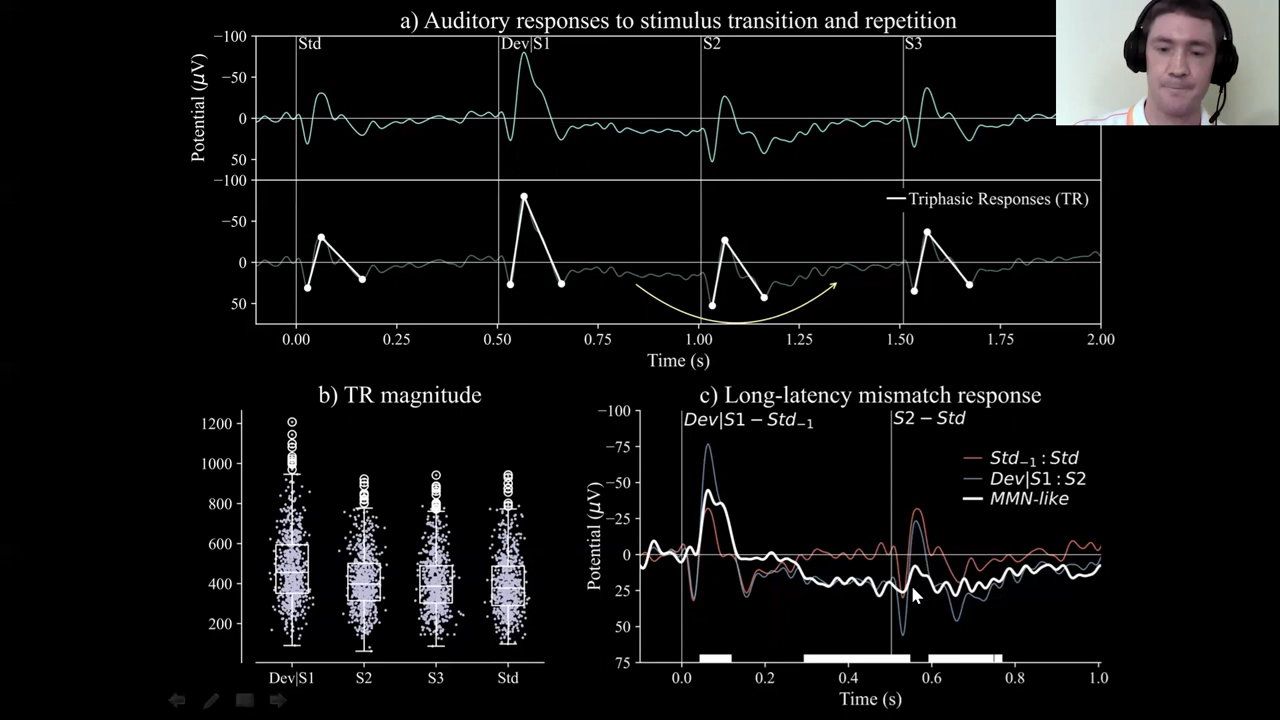 a) Auditory responses to stimulus transition and repetition
Potential (μV)
−100
−50
0
50
Std
Dev|S1
S2
S3
−100
−50
0
50
Triphasic Responses (TR)
0.00
0.25
0.50
0.75
1.00
1.25
1.50
1.75
2.00
Time (s)
b) TR magnitude
1200
1000
800
600
400
200
Dev|S1
S2
S3
Std
c) Long-latency mismatch response
Potential (μV)
−100
−75
−50
−25
0
25
50
75
Dev|S1 − Std₋₁
S2 − Std
Std₋₁ : Std
Dev|S1 : S2
MMN-like
0.0
0.2
0.4
0.6
0.8
1.0
Time (s)